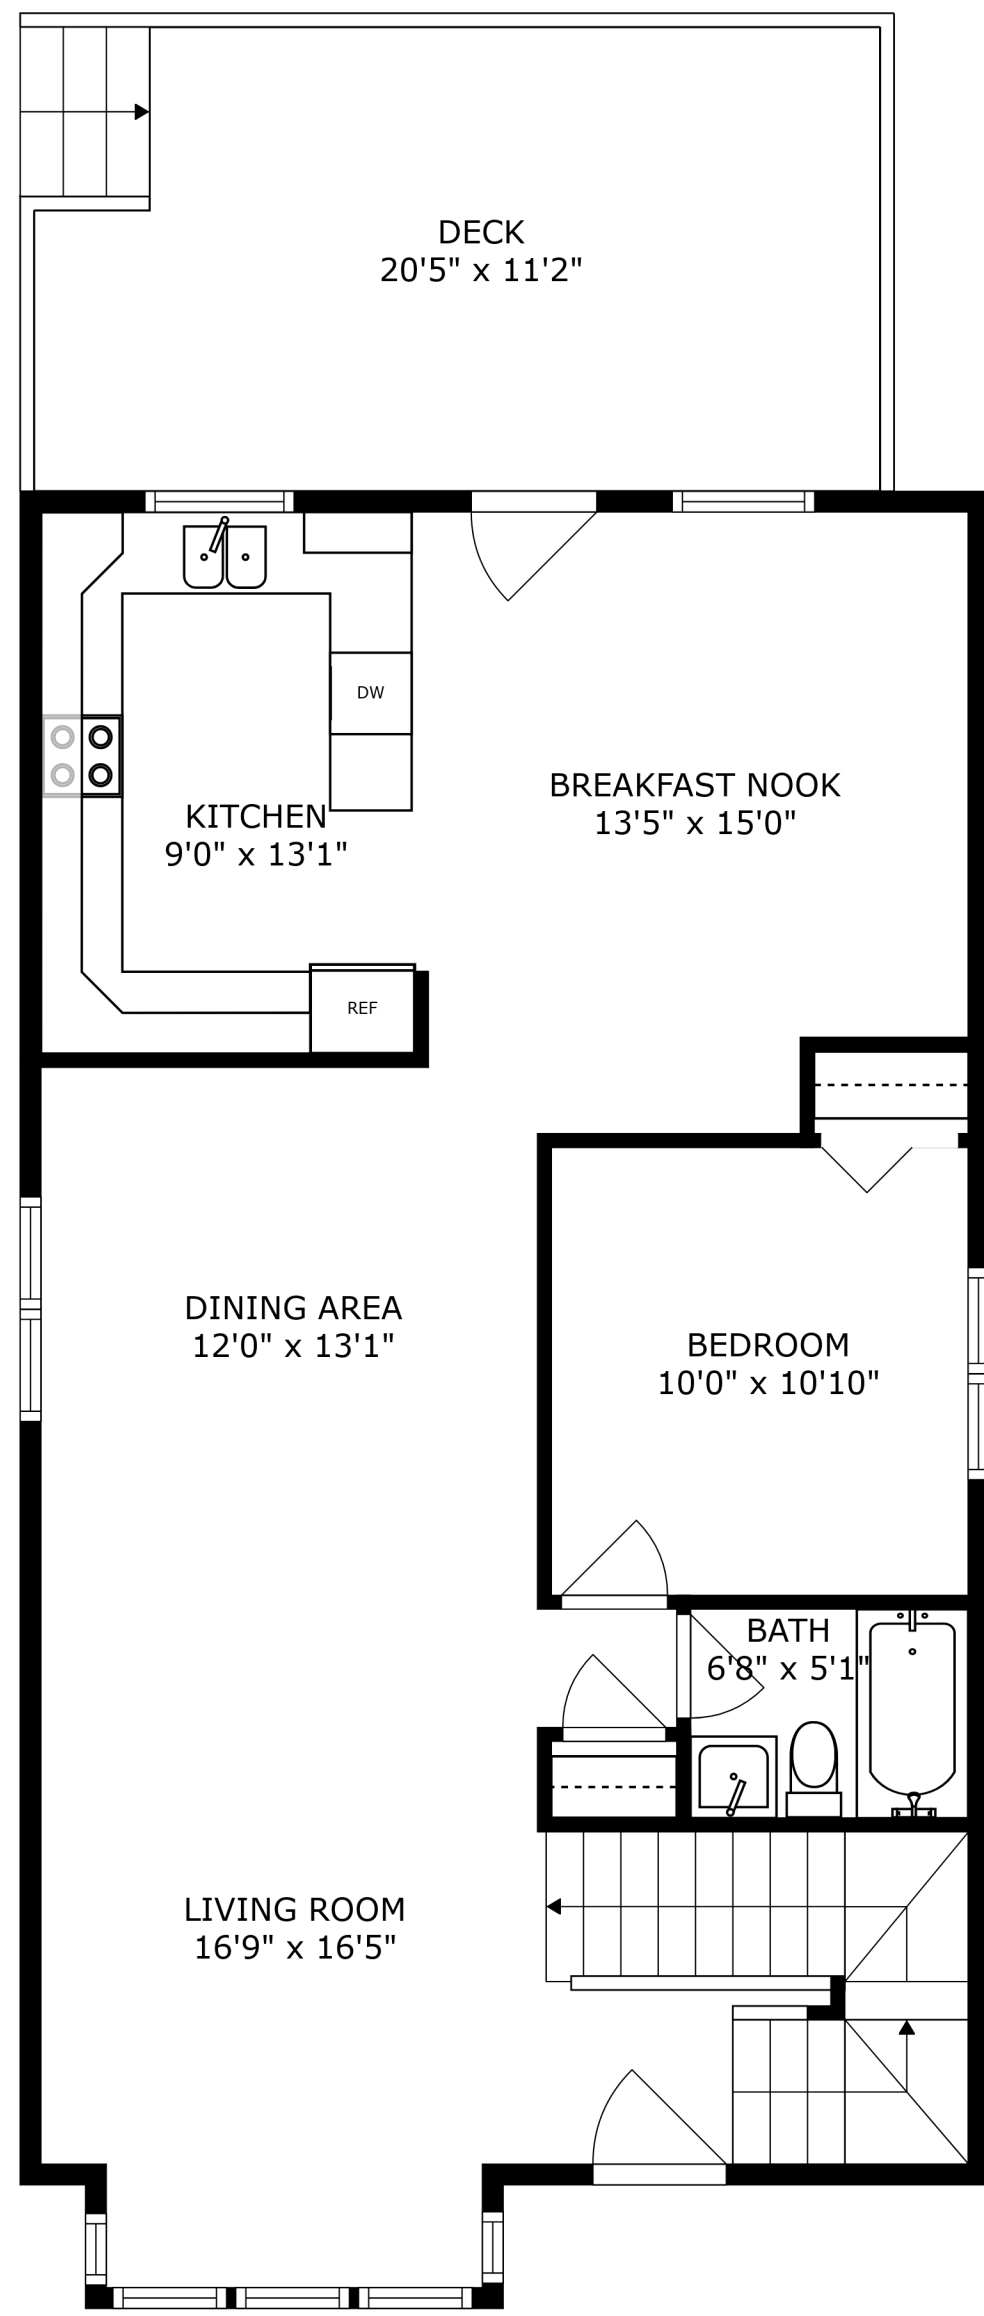 DECK
20'5" x 11'2"
DW
BREAKFAST NOOK
13'5" x 15'0"
KITCHEN
9'0" x 13'1"
REF
DINING AREA
12'0" x 13'1"
BEDROOM
10'0" x 10'10"
BATH
6'8" x 5'1"
LIVING ROOM
16'9" x 16'5"